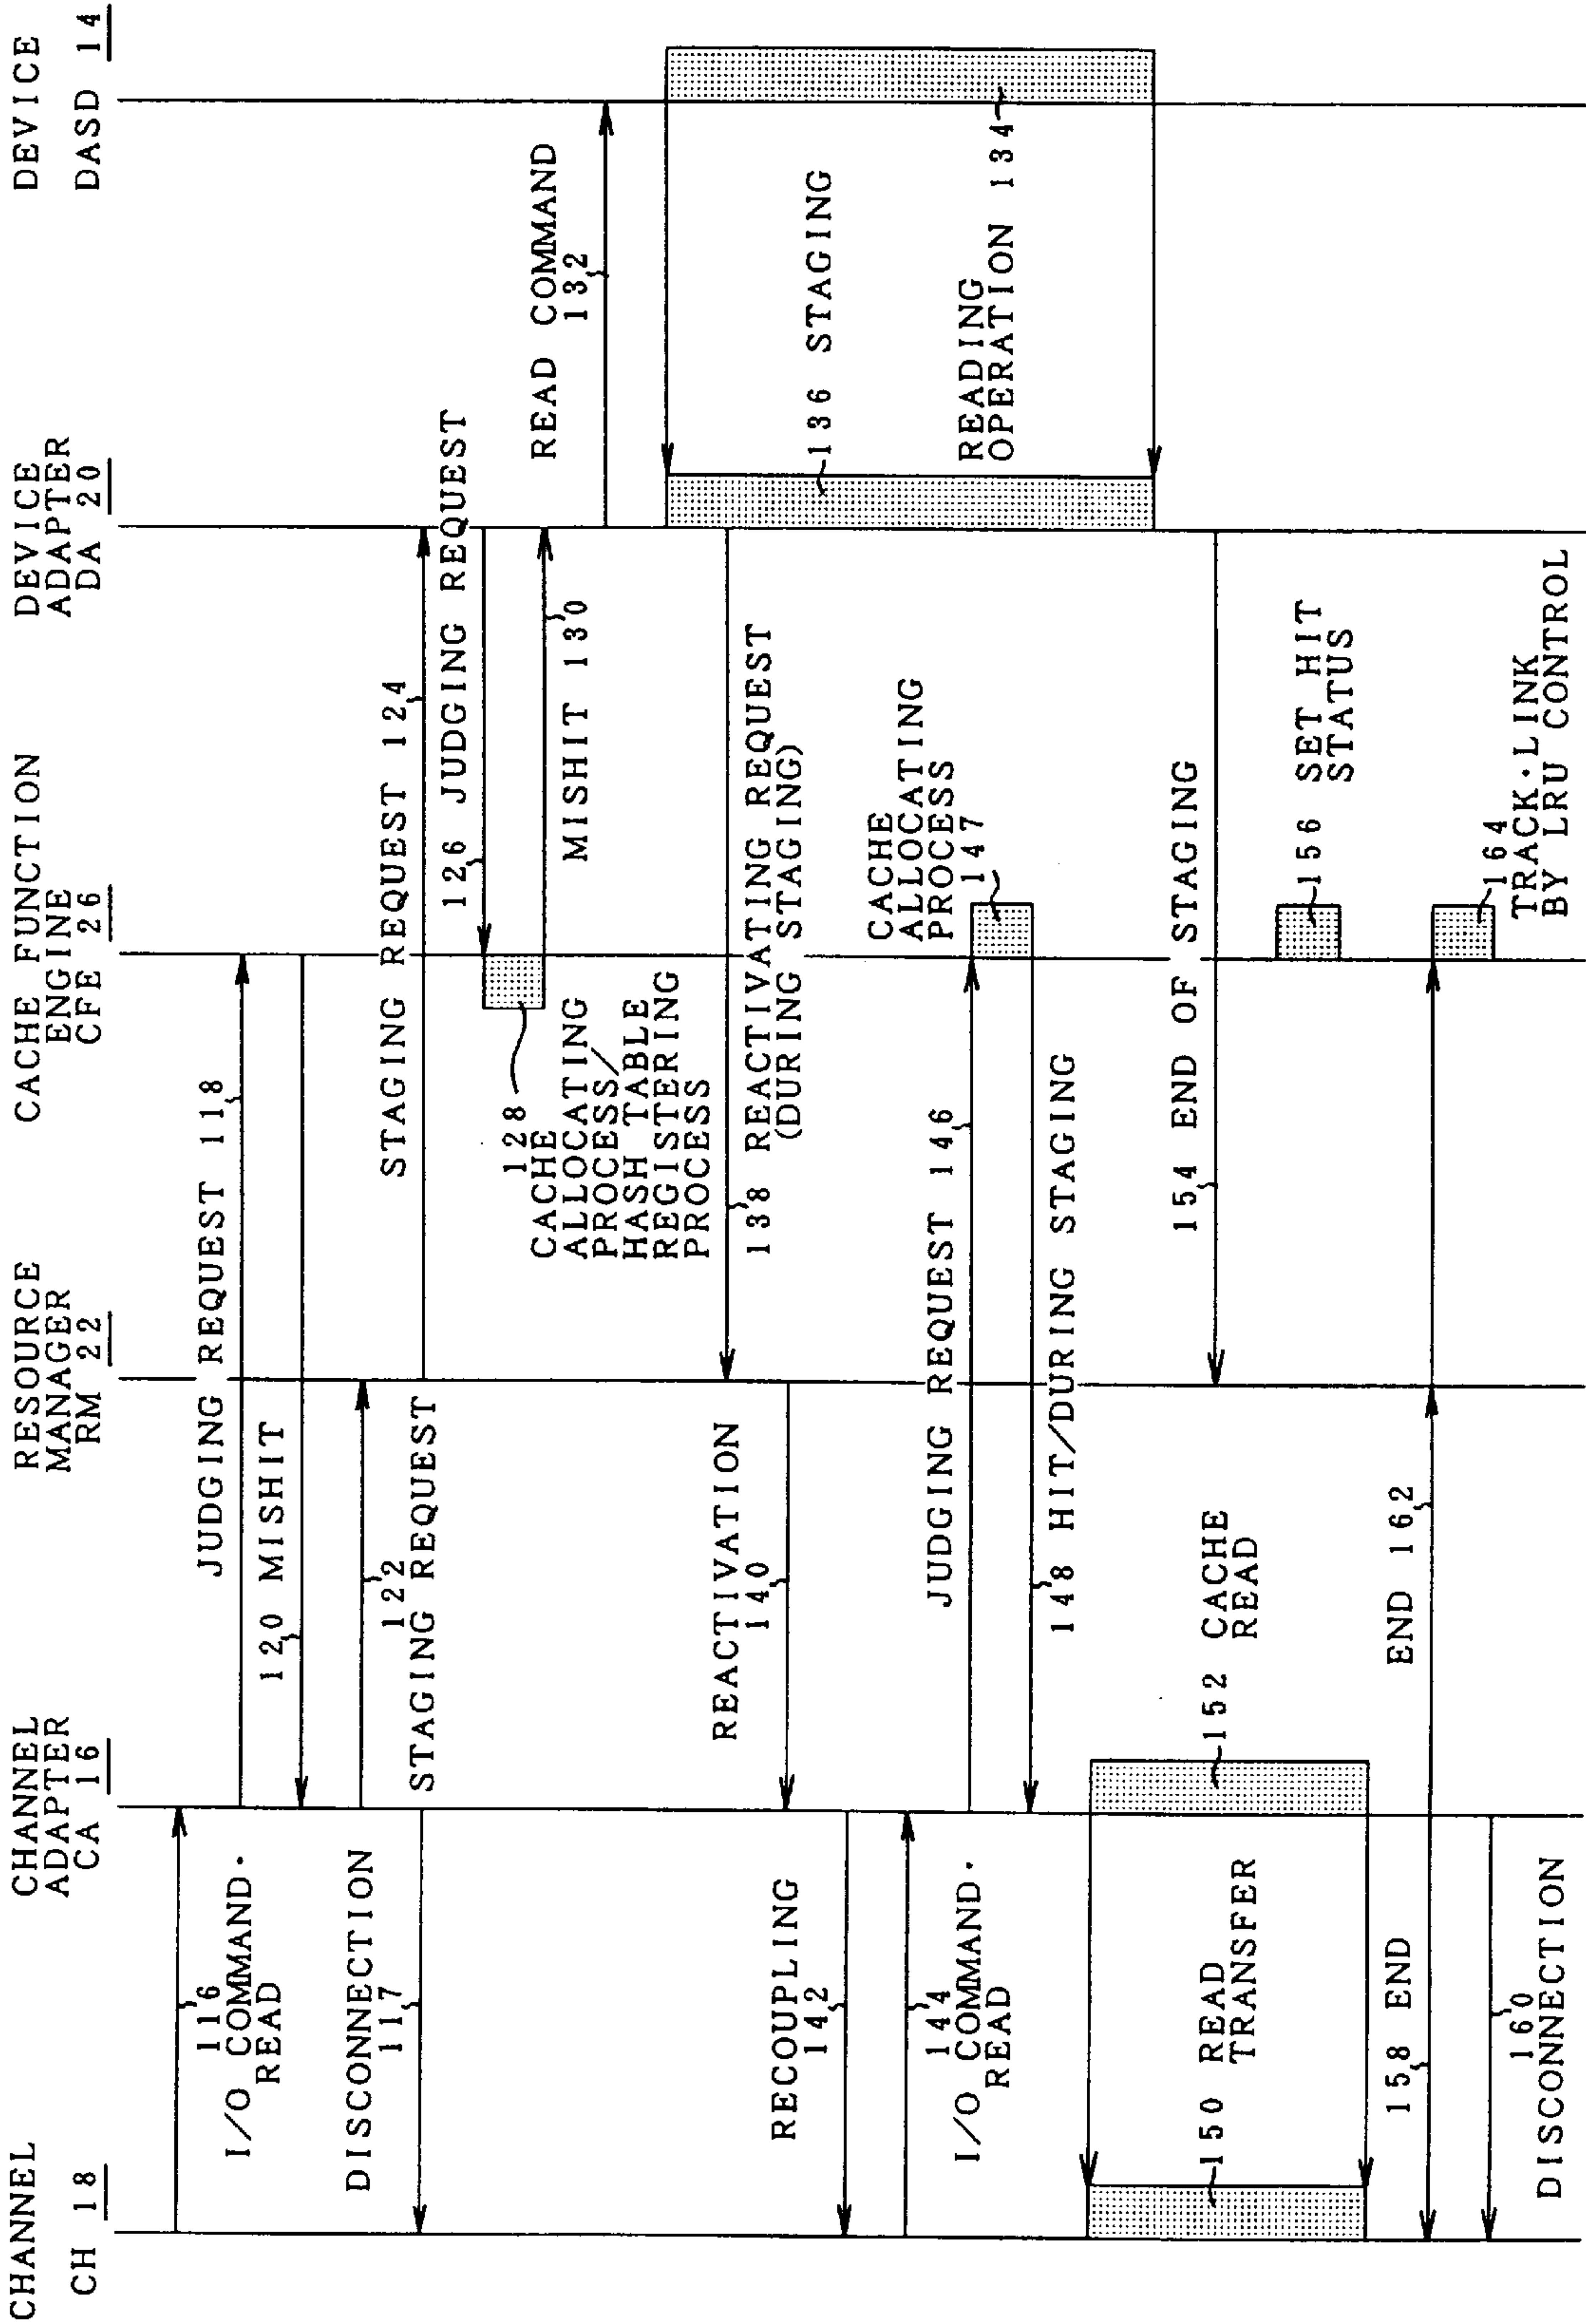 CHANNEL
CH 18
CHANNEL
ADAPTER
CA 16
RESOURCE
MANAGER
RM 22
CACHE FUNCTION
ENGINE
CFE 26
DEVICE
ADAPTER
DA 20
DEVICE
DASD 14
116
I/O COMMAND·
READ
JUDGING REQUEST 118
120 MISHIT
122
STAGING REQUEST
DISCONNECTION
117
STAGING REQUEST 124
126 JUDGING REQUEST
128
CACHE
ALLOCATING
PROCESS/
HASH TABLE
REGISTERING
PROCESS
MISHIT 130
READ COMMAND
132
136 STAGING
READING
OPERATION 134
138 REACTIVATING REQUEST
(DURING STAGING)
REACTIVATION
140
RECOUPLING
142
144
I/O COMMAND·
READ
JUDGING REQUEST 146
CACHE
ALLOCATING
PROCESS
147
148 HIT/DURING STAGING
150 READ
TRANSFER
152 CACHE
READ
154 END OF STAGING
156 SET HIT
STATUS
158 END
END 162
160
DISCONNECTION
164
TRACK·LINK
BY LRU CONTROL